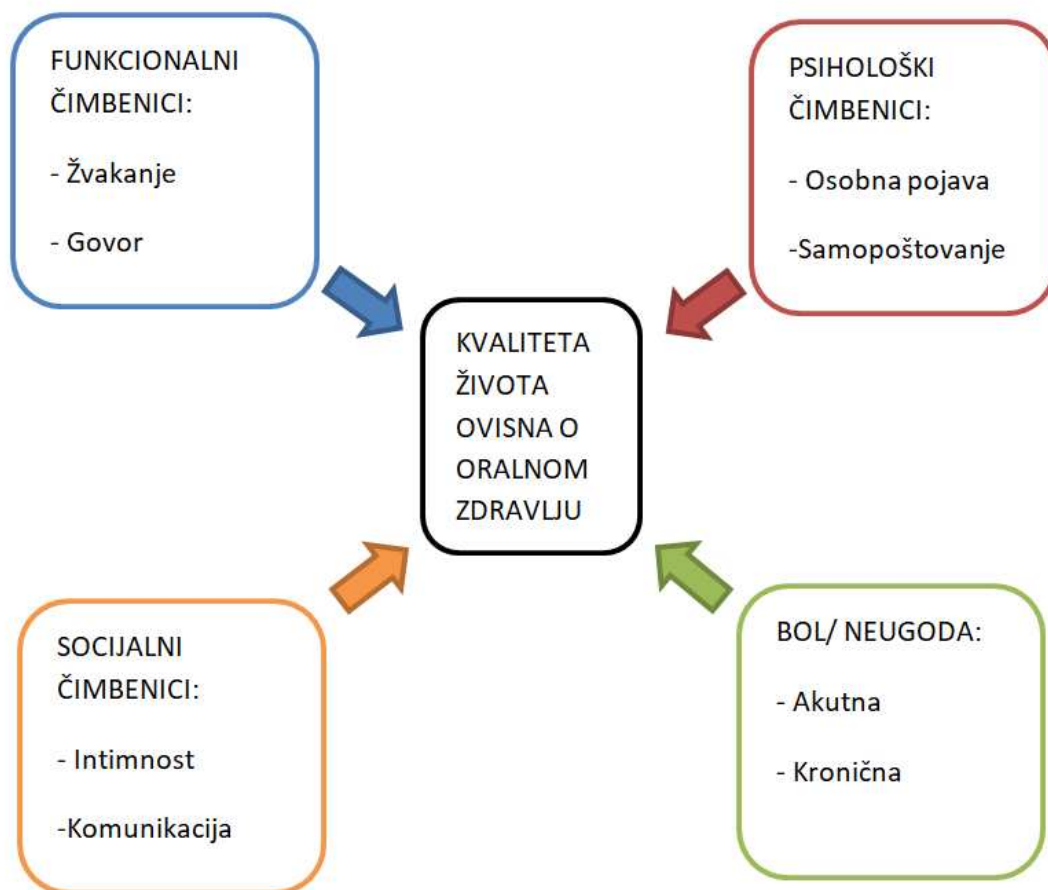 FUNKCIONALNI
ČIMBENICI:
- Žvakanje
- Govor
PSIHOLOŠKI
ČIMBENICI:
- Osobna pojava
-Samopoštovanje
KVALITETA
ŽIVOTA
OVISNA O
ORALNOM
ZDRAVLJU
SOCIJALNI
ČIMBENICI:
- Intimnost
-Komunikacija
BOL/ NEUGODA:
- Akutna
- Kronična